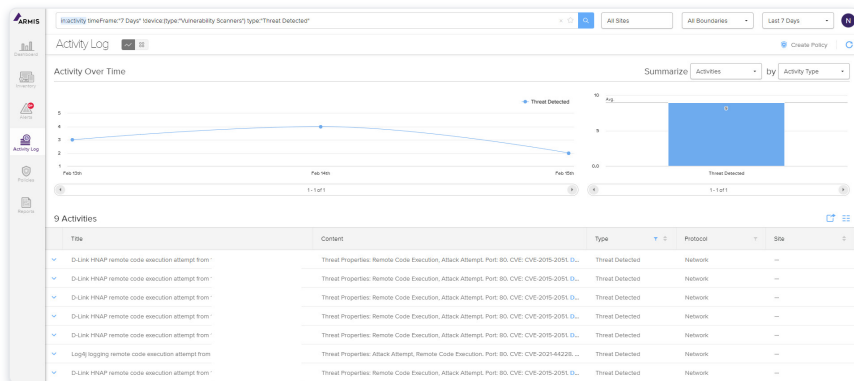 ARMIS
in:activity timeFrame:"7 Days" !device:(type:"Vulnerability Scanners") type:"Threat Detected"
All Sites
All Boundaries
Last 7 Days
N
Dashboard
Inventory
Alerts
Activity Log
Policies
Reports
Activity Log
Create Policy
Activity Over Time
Summarize Activities by Activity Type
Threat Detected
5
4
3
2
1
Feb 13th Feb 14th Feb 15th
1 - 1 of 1
10
Avg.
5
0.0
Threat Detected
1 - 1 of 1
9 Activities
Title Content Type Protocol Site
D-Link HNAP remote code execution attempt from ' Threat Properties: Remote Code Execution, Attack Attempt. Port: 80. CVE: CVE-2015-2051. D... Threat Detected Network —
D-Link HNAP remote code execution attempt from ' Threat Properties: Remote Code Execution, Attack Attempt. Port: 80. CVE: CVE-2015-2051. D... Threat Detected Network —
D-Link HNAP remote code execution attempt from ' Threat Properties: Remote Code Execution, Attack Attempt. Port: 80. CVE: CVE-2015-2051. D... Threat Detected Network —
D-Link HNAP remote code execution attempt from ' Threat Properties: Remote Code Execution, Attack Attempt. Port: 80. CVE: CVE-2015-2051. D... Threat Detected Network —
D-Link HNAP remote code execution attempt from ' Threat Properties: Remote Code Execution, Attack Attempt. Port: 80. CVE: CVE-2015-2051. D... Threat Detected Network —
Log4j logging remote code execution attempt from Threat Properties: Attack Attempt, Remote Code Execution. Port: 80. CVE: CVE-2021-44228. ... Threat Detected Network —
D-Link HNAP remote code execution attempt from ' Threat Properties: Remote Code Execution, Attack Attempt. Port: 80. CVE: CVE-2015-2051. D... Threat Detected Network —